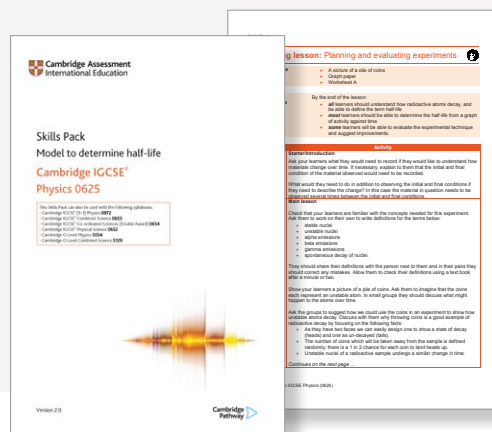 Cambridge Assessment
International Education
Skills Pack
Model to determine half-life
Cambridge IGCSE®
Physics 0625
This Skills Pack can also be used with the following syllabuses:
- Cambridge IGCSE (9-1) Physics 0972
- Cambridge IGCSE® Combined Science 0653
- Cambridge IGCSE® Co-ordinated Sciences (Double Award) 0654
- Cambridge IGCSE® Physical Science 0652
- Cambridge O Level Physics 5054
- Cambridge O Level Combined Science 5129
Version 2.0
Cambridge
Pathway
lesson: Planning and evaluating experiments
• A picture of a pile of coins
• Graph paper
• Worksheet A
By the end of the lesson:
• all learners should understand how radioactive atoms decay, and
be able to define the term half-life
• most learners should be able to determine the half-life from a graph
of activity against time
• some learners will be able to evaluate the experimental technique
and suggest improvements.
Activity
Starter/Introduction
Ask your learners what they would need to record if they would like to understand how
materials change over time. If necessary, explain to them that the initial and final
condition of the material observed would need to be recorded.
What would they need to do in addition to observing the initial and final conditions if
they need to describe the change? In this case the material in question needs to be
observed several times between the initial and final conditions.
Main lesson
Check that your learners are familiar with the concepts needed for this experiment.
Ask them to work on their own to write definitions for the terms below:
• stable nuclei
• unstable nuclei
• alpha emissions
• beta emissions
• gamma emissions
• spontaneous decay of nuclei.
They should share their definitions with the person next to them and in their pairs they
should correct any mistakes. Allow them to check their definitions using a text book
after a minute or two.
Show your learners a picture of a pile of coins. Ask them to imagine that the coins
each represent an unstable atom. In small groups they should discuss what might
happen to the atoms over time.
Ask the groups to suggest how we could use the coins in an experiment to show how
unstable atoms decay. Discuss with them why throwing coins is a good example of
radioactive decay by focusing on the following facts:
• As they have two faces we can easily assign one to show a state of decay
(heads) and one as un-decayed (tails).
• The number of coins which will be taken away from the sample is defined
randomly: there is a 1 in 2 chance for each coin to land heads up.
• Unstable nuclei of a radioactive sample undergo a similar change in time.
Continues on the next page …
IGCSE Physics (0625)